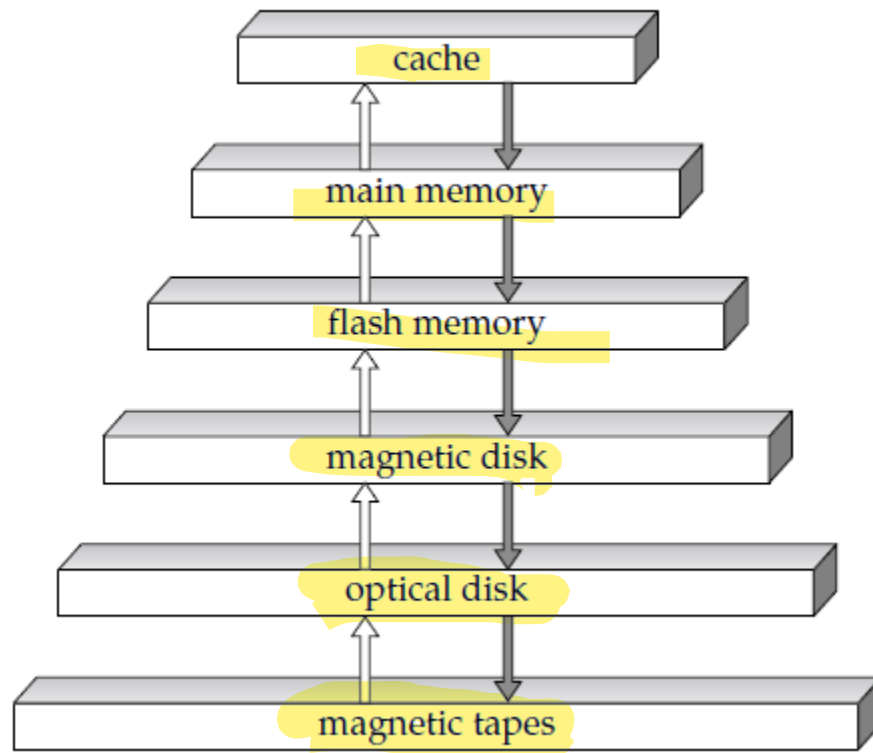 cache
main memory
flash memory
magnetic disk
optical disk
magnetic tapes